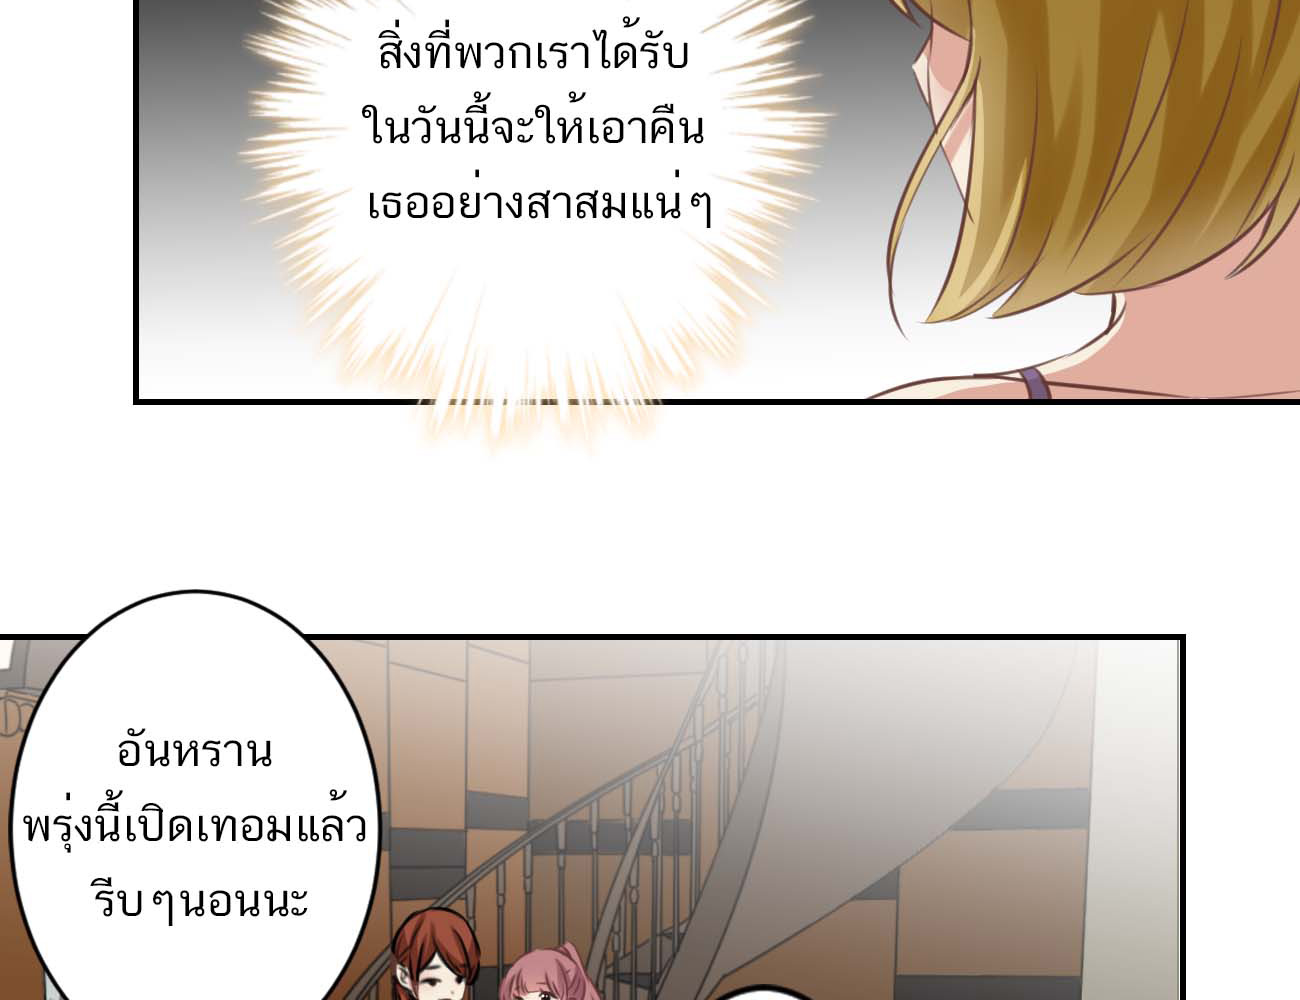 สิ่งที่พวกเราได้รับ
ในวันนี้จะให้เอาคืน
เธออย่างสาสมแน่ๆ
อันหราน
พรุ่งนี้เปิดเทอมแล้ว
รีบๆนอนนะ